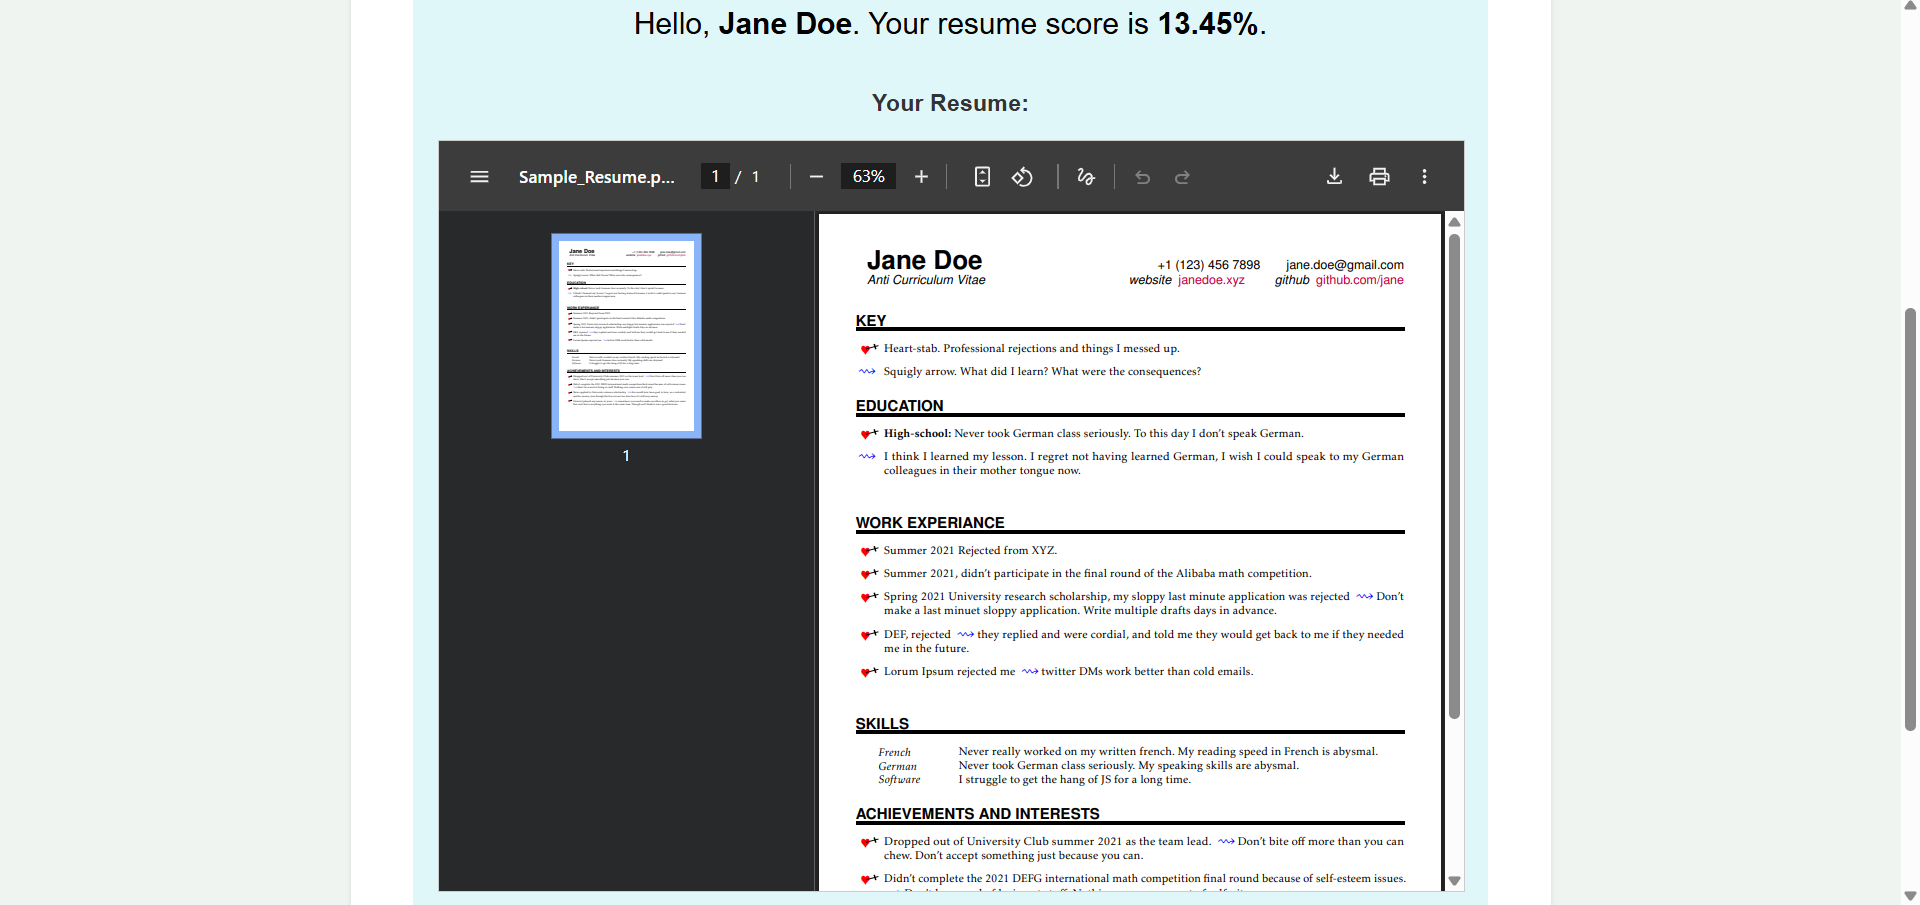 Hello, Jane Doe. Your resume score is 13.45%.
Your Resume:
Sample_Resume.p... 1 / 1 63%
1
Jane Doe
Anti Curriculum Vitae
+1 (123) 456 7898 jane.doe@gmail.com
website janedoe.xyz github github.com/jane
KEY
Heart-stab. Professional rejections and things I messed up.
Squigly arrow. What did I learn? What were the consequences?
EDUCATION
High-school: Never took German class seriously. To this day I don't speak German.
I think I learned my lesson. I regret not having learned German, I wish I could speak to my German
colleagues in their mother tongue now.
WORK EXPERIANCE
Summer 2021 Rejected from XYZ.
Summer 2021, didn't participate in the final round of the Alibaba math competition.
Spring 2021 University research scholarship, my sloppy last minute application was rejected Don't
make a last minuet sloppy application. Write multiple drafts days in advance.
DEF, rejected they replied and were cordial, and told me they would get back to me if they needed
me in the future.
Lorum Ipsum rejected me twitter DMs work better than cold emails.
SKILLS
French Never really worked on my written french. My reading speed in French is abysmal.
German Never took German class seriously. My speaking skills are abysmal.
Software I struggle to get the hang of JS for a long time.
ACHIEVEMENTS AND INTERESTS
Dropped out of University Club summer 2021 as the team lead. Don't bite off more than you can
chew. Don't accept something just because you can.
Didn't complete the 2021 DEFG international math competition final round because of self-esteem issues.